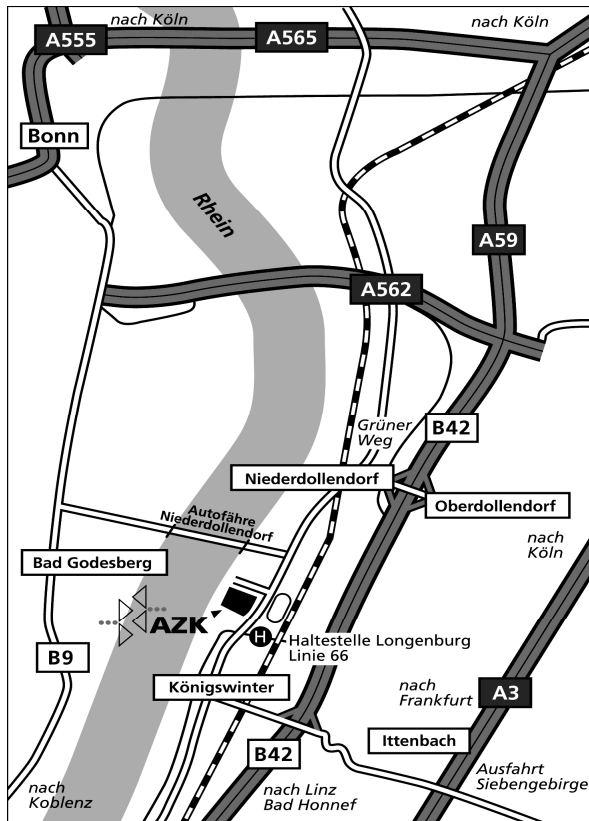 nach Köln
nach Köln
A555
A565
Bonn
Rhein
A59
A562
Grüner
Weg
B42
Niederdollendorf
Oberdollendorf
Autofähre
Niederdollendorf
nach
Köln
Bad Godesberg
AZK
H
Haltestelle Longenburg
Linie 66
B9
Königswinter
nach
Frankfurt
A3
Ittenbach
B42
Ausfahrt
Siebengebirge
nach
Koblenz
nach Linz
Bad Honnef